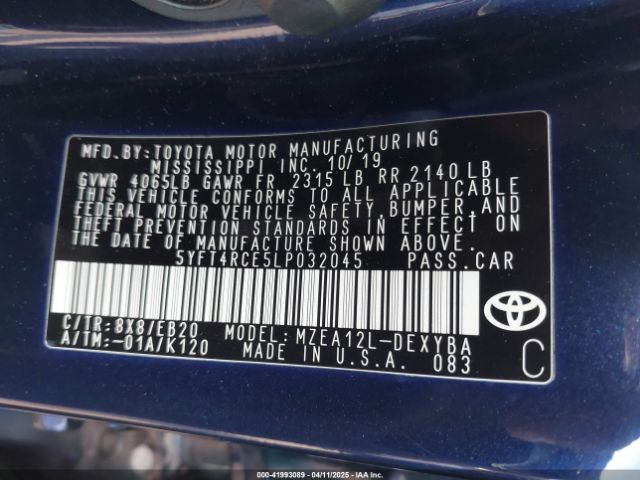 MFD. BY: TOYOTA MOTOR MANUFACTURING
MISSISSIPPI INC. 10/19
GVWR 4065LB GAWR FR 2315 LB RR 2140 LB
THIS VEHICLE CONFORMS TO ALL APPLICABLE
FEDERAL MOTOR VEHICLE SAFETY, BUMPER, AND
THEFT PREVENTION STANDARDS IN EFFECT ON
THE DATE OF MANUFACTURE SHOWN ABOVE.
5YFT4RCE5LP032045 PASS. CAR
C/TR: 8X8/EB20 MODEL: MZEA12L-DEXYBA
A/TM: -01A/K120 MADE IN U.S.A. 083
TOYOTA
C
000-41993089 - 04/11/2025 - IAA Inc.